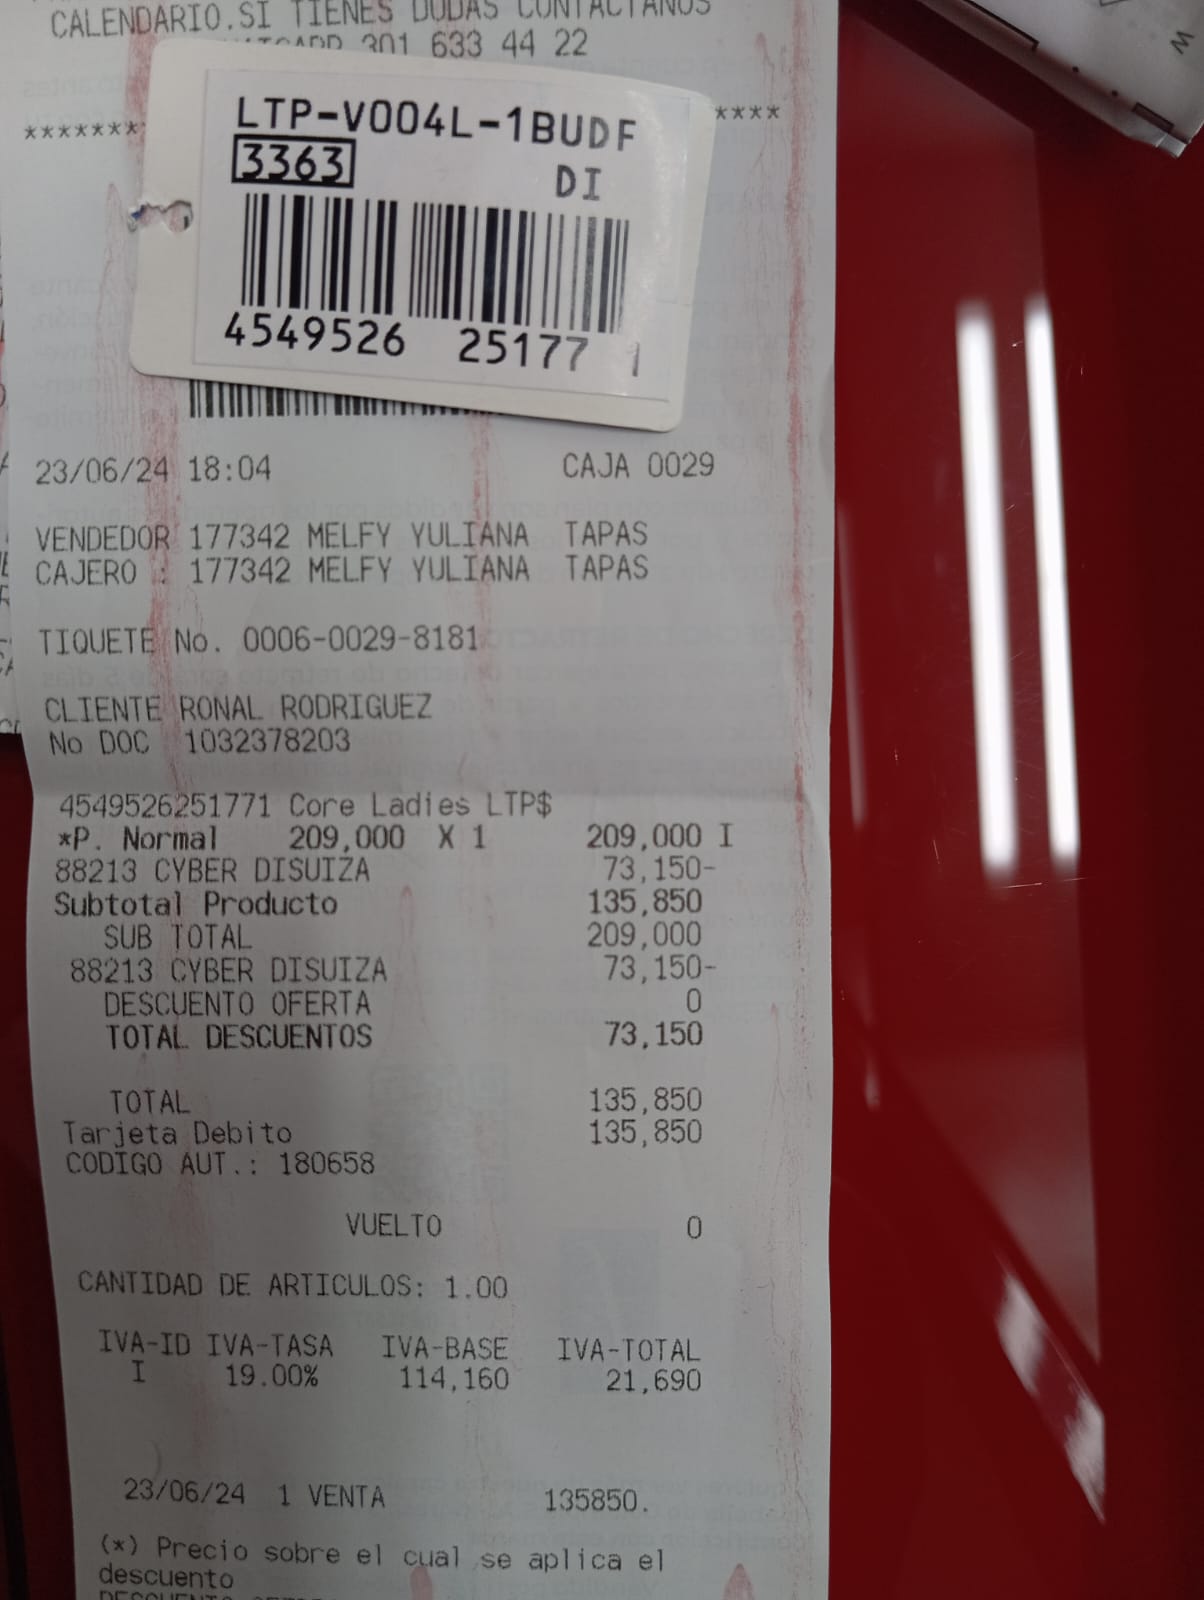 CALENDARIO.SI TIENES DUDAS CONTACTANOS
301 633 44 22
LTP-V004L-1BUDF
3363
DI
4549526 25177 1
23/06/24 18:04 CAJA 0029
VENDEDOR 177342 MELFY YULIANA TAPAS
CAJERO : 177342 MELFY YULIANA TAPAS
TIQUETE No. 0006-0029-8181
CLIENTE RONAL RODRIGUEZ
No DOC 1032378203
4549526251771 Core Ladies LTP$
*P. Normal 209,000 X 1 209,000 I
88213 CYBER DISUIZA 73,150-
Subtotal Producto 135,850
SUB TOTAL 209,000
88213 CYBER DISUIZA 73,150-
DESCUENTO OFERTA 0
TOTAL DESCUENTOS 73,150
TOTAL 135,850
Tarjeta Debito 135,850
CODIGO AUT.: 180658
VUELTO 0
CANTIDAD DE ARTICULOS: 1.00
IVA-ID IVA-TASA IVA-BASE IVA-TOTAL
I 19.00% 114,160 21,690
23/06/24 1 VENTA 135850.
(*) Precio sobre el cual se aplica el
descuento